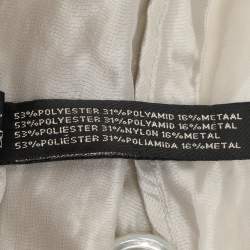 53%POLYESTER 31%POLYAMID 16%METAAL
53%POLYESTER 31%POLYAMID 16%METAL
53%POLIÉSTER 31%NYLON 16%METAL
53%POLIÉSTER 31%POLIAMIDA 16%METAL